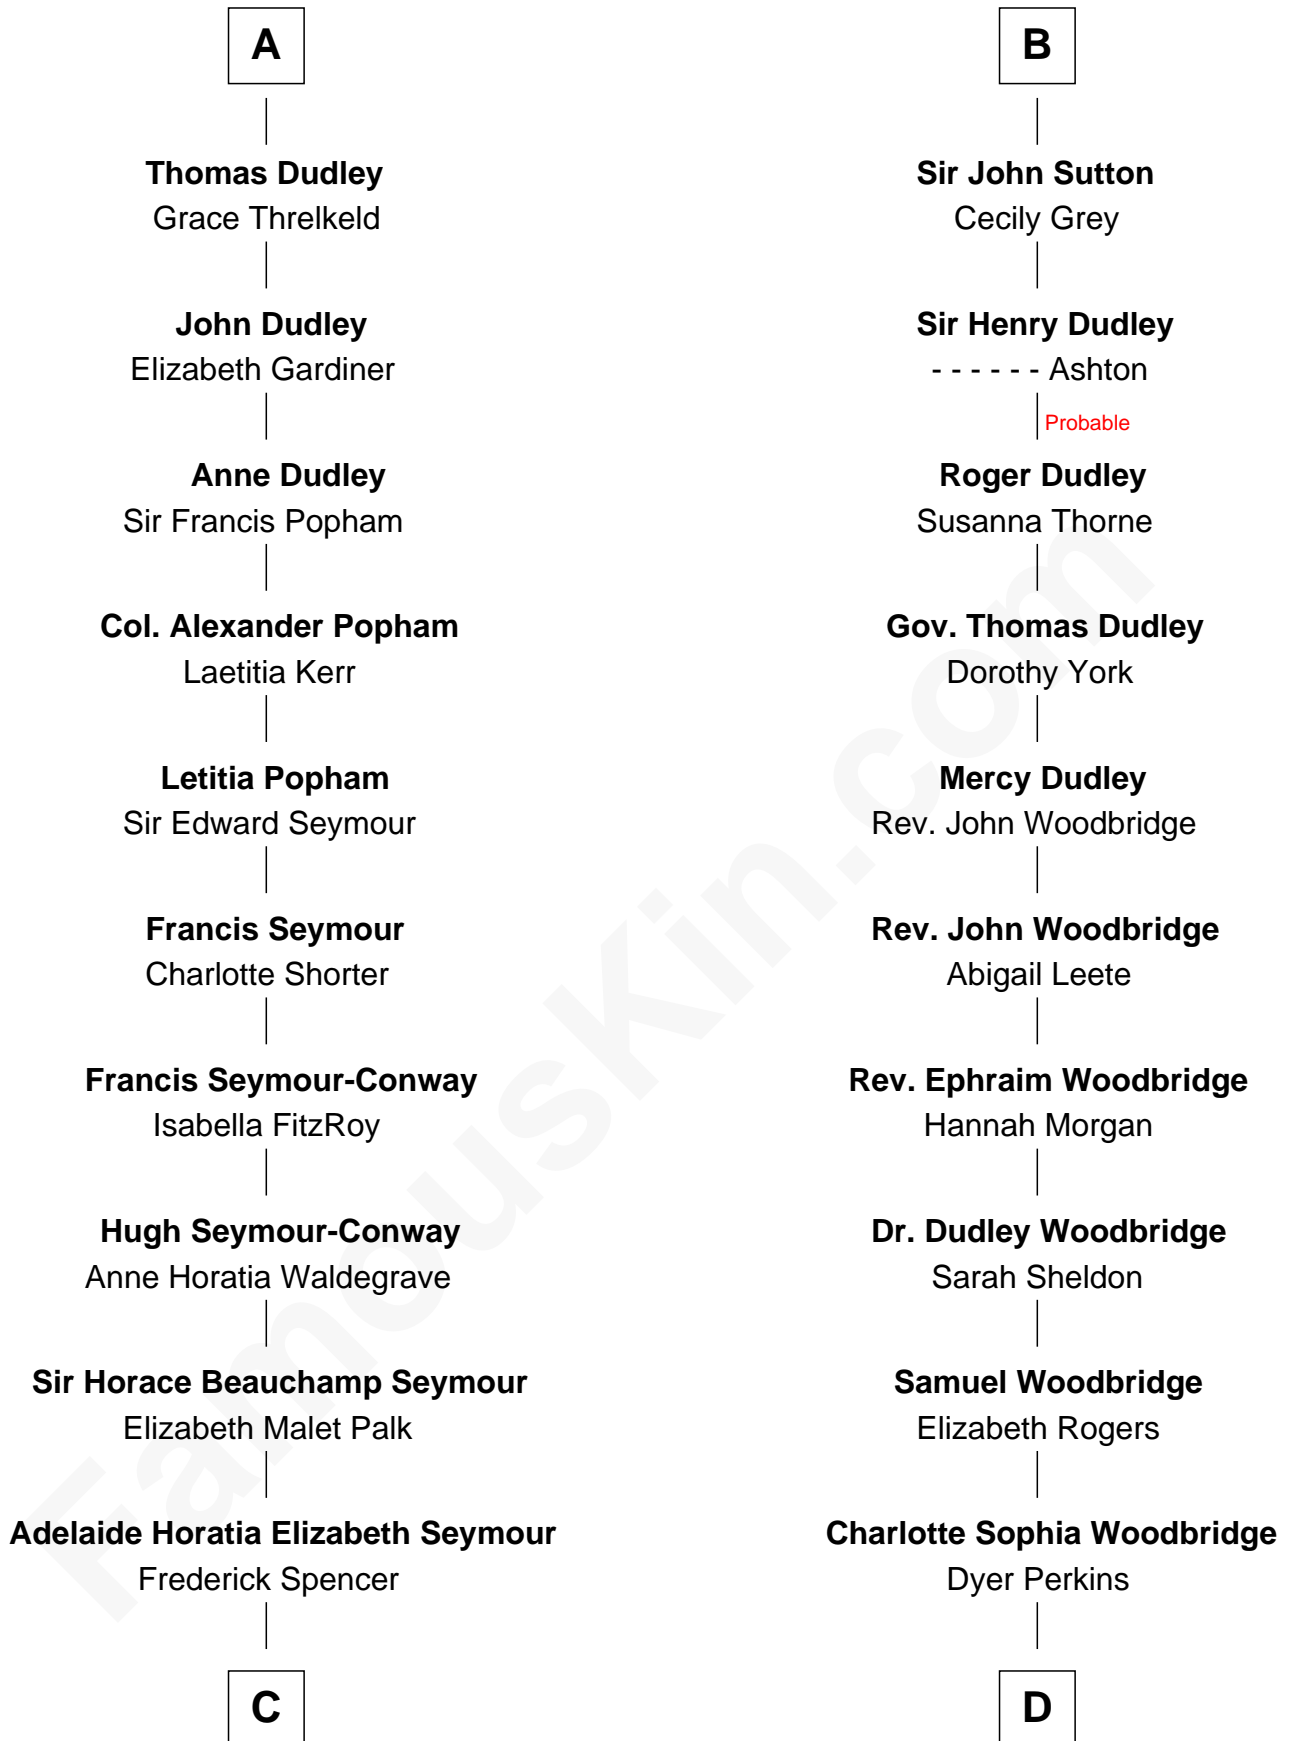 A
Thomas Dudley
Grace Threlkeld
John Dudley
Elizabeth Gardiner
Anne Dudley
Sir Francis Popham
Col. Alexander Popham
Laetitia Kerr
Letitia Popham
Sir Edward Seymour
Francis Seymour
Charlotte Shorter
Francis Seymour-Conway
Isabella FitzRoy
Hugh Seymour-Conway
Anne Horatia Waldegrave
Sir Horace Beauchamp Seymour
Elizabeth Malet Palk
Adelaide Horatia Elizabeth Seymour
Frederick Spencer
C
B
Sir John Sutton
Cecily Grey
Sir Henry Dudley
- - - - - - Ashton
Probable
Roger Dudley
Susanna Thorne
Gov. Thomas Dudley
Dorothy York
Mercy Dudley
Rev. John Woodbridge
Rev. John Woodbridge
Abigail Leete
Rev. Ephraim Woodbridge
Hannah Morgan
Dr. Dudley Woodbridge
Sarah Sheldon
Samuel Woodbridge
Elizabeth Rogers
Charlotte Sophia Woodbridge
Dyer Perkins
D
FamousKin.com